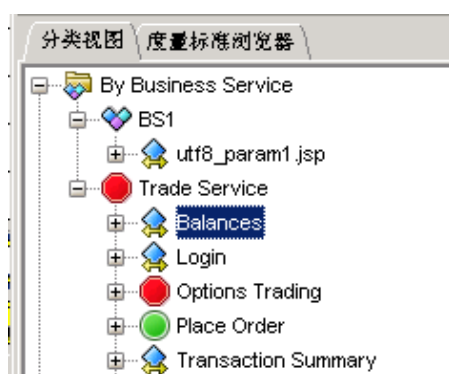 分类视图 度量标准浏览器
By Business Service
BS1
utf8_param1.jsp
Trade Service
Balances
Login
Options Trading
Place Order
Transaction Summary